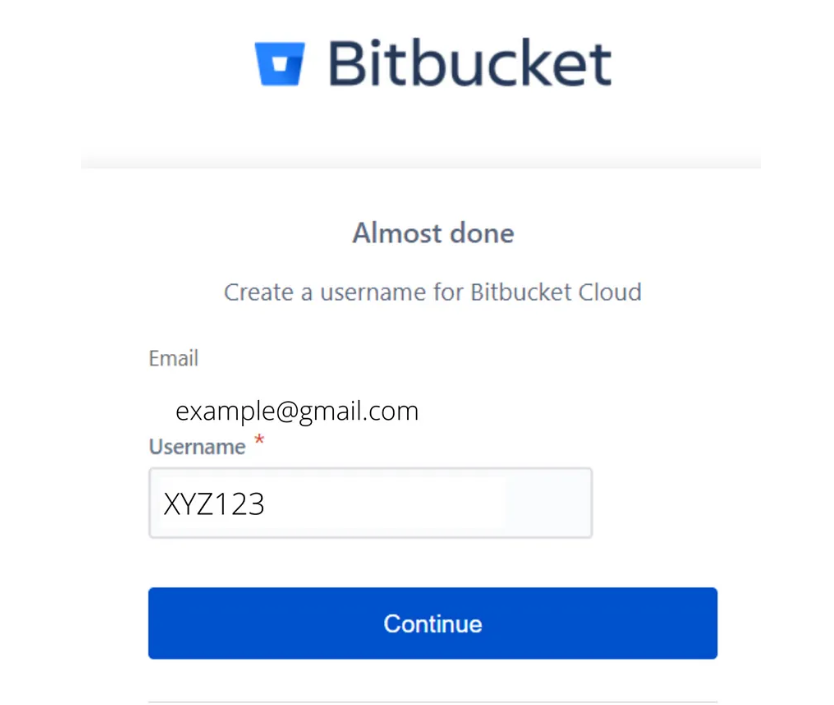 Bitbucket
Almost done
Create a username for Bitbucket Cloud
Email
example@gmail.com
Username *
XYZ123
Continue